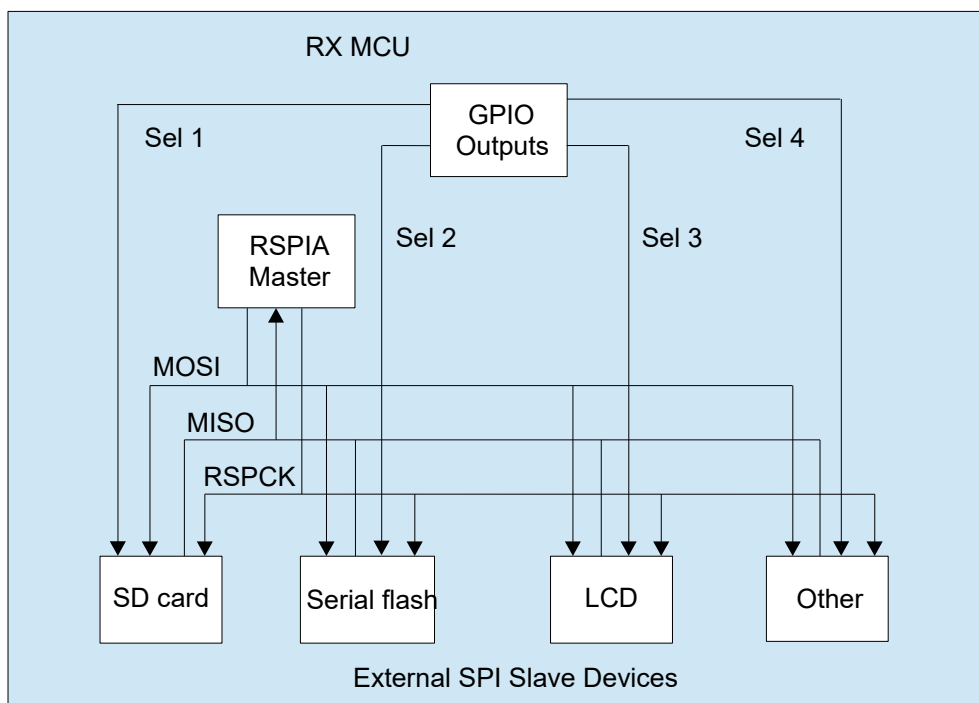 RX MCU
GPIO
Outputs
Sel 1
Sel 4
Sel 2
Sel 3
RSPIA
Master
MOSI
MISO
RSPCK
SD card
Serial flash
LCD
Other
External SPI Slave Devices